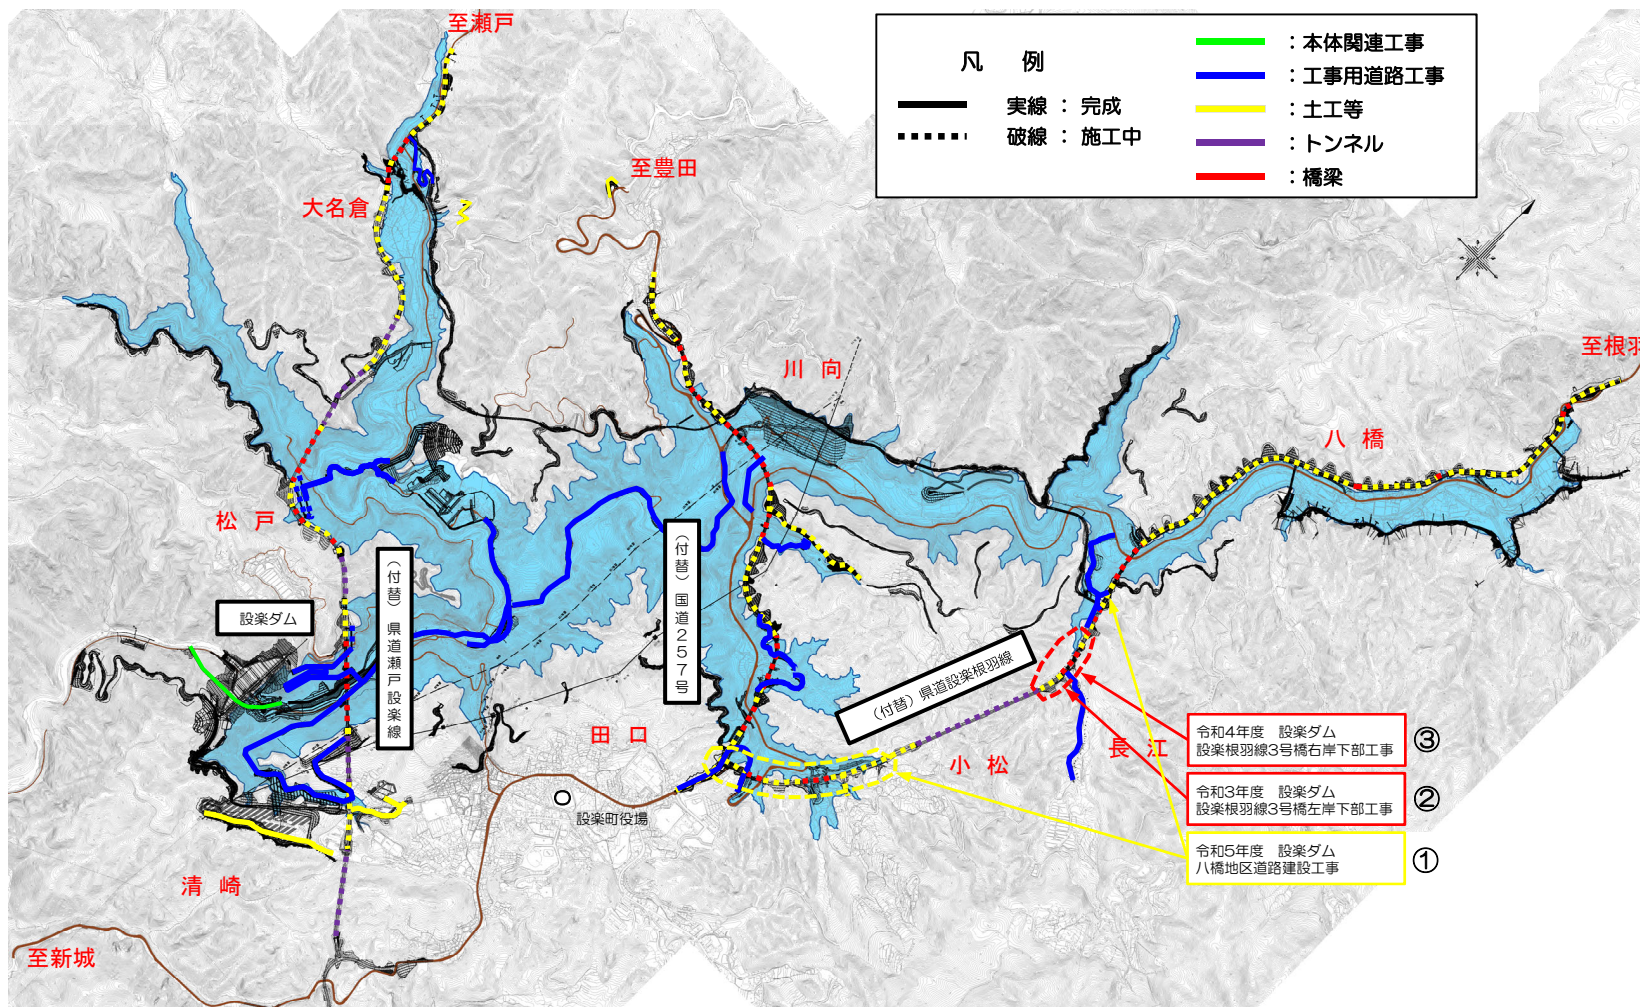 至瀬戸
凡 例
実線 : 完成
破線 : 施工中
: 本体関連工事
: 工事用道路工事
: 土工等
: トンネル
: 橋梁
至豊田
大名倉
川 向
至根羽
八 橋
松 戸
設楽ダム
(付替) 県道瀬戸設楽線
(付替) 国道257号
(付替) 県道設楽根羽線
田 口
小 松
長 江
設楽町役場
令和4年度 設楽ダム
設楽根羽線3号橋右岸下部工事
③
令和3年度 設楽ダム
設楽根羽線3号橋左岸下部工事
②
令和5年度 設楽ダム
八橋地区道路建設工事
①
清 崎
至新城